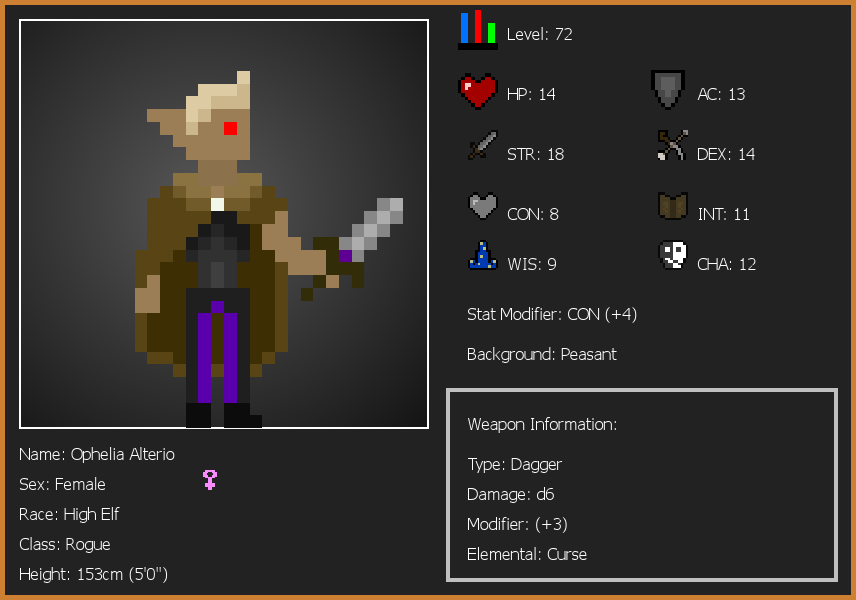 Level: 72
HP: 14
AC: 13
STR: 18
DEX: 14
CON: 8
INT: 11
WIS: 9
CHA: 12
Stat Modifier: CON (+4)
Background: Peasant
Weapon Information:
Type: Dagger
Damage: d6
Modifier: (+3)
Elemental: Curse
Name: Ophelia Alterio
Sex: Female
Race: High Elf
Class: Rogue
Height: 153cm (5'0")